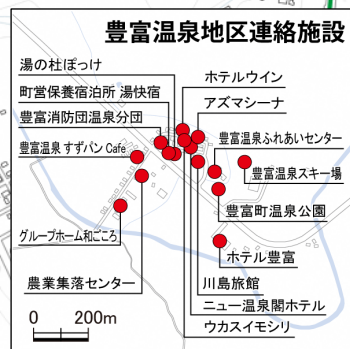 豊富温泉地区連絡施設
湯の杜ぽっけ
町営保養宿泊所 湯快宿
豊富消防団温泉分団
豊富温泉 すずパン Cafe
グループホーム和ごころ
農業集落センター
ホテルウイン
アズマシーナ
豊富温泉ふれあいセンター
豊富温泉スキー場
豊富町温泉公園
ホテル豊富
川島旅館
ニュー温泉閣ホテル
ウカスイモシリ
0 200m